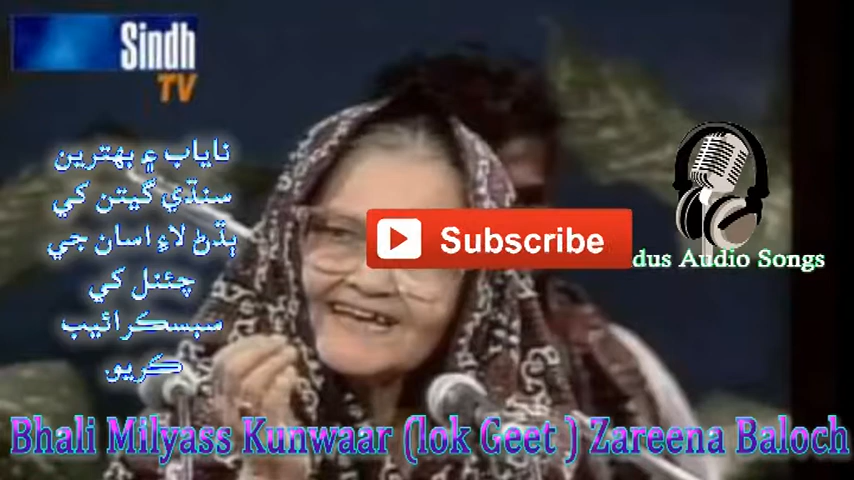 Sindh
TV
ناياب ۽ بهترين
سنڌي گيتن کي
ٻڌڻ لاءِ اسان جي
چئنل کي
سبسڪرائيب
ڪريو.
Subscribe
dus Audio Songs
Bhali Milyass Kunwaar (lok Geet ) Zareena Baloch